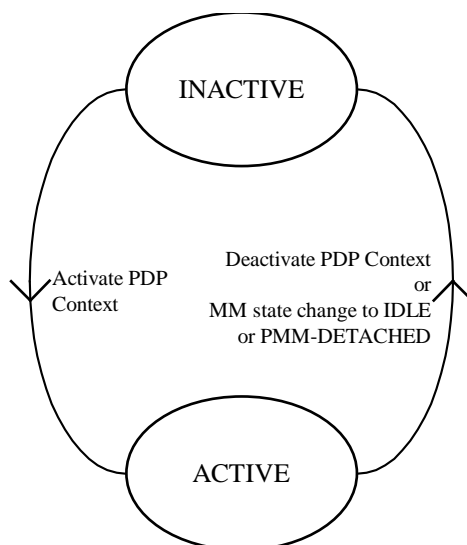 INACTIVE
Activate PDP
Context
Deactivate PDP Context
or
MM state change to IDLE
or PMM-DETACHED
ACTIVE